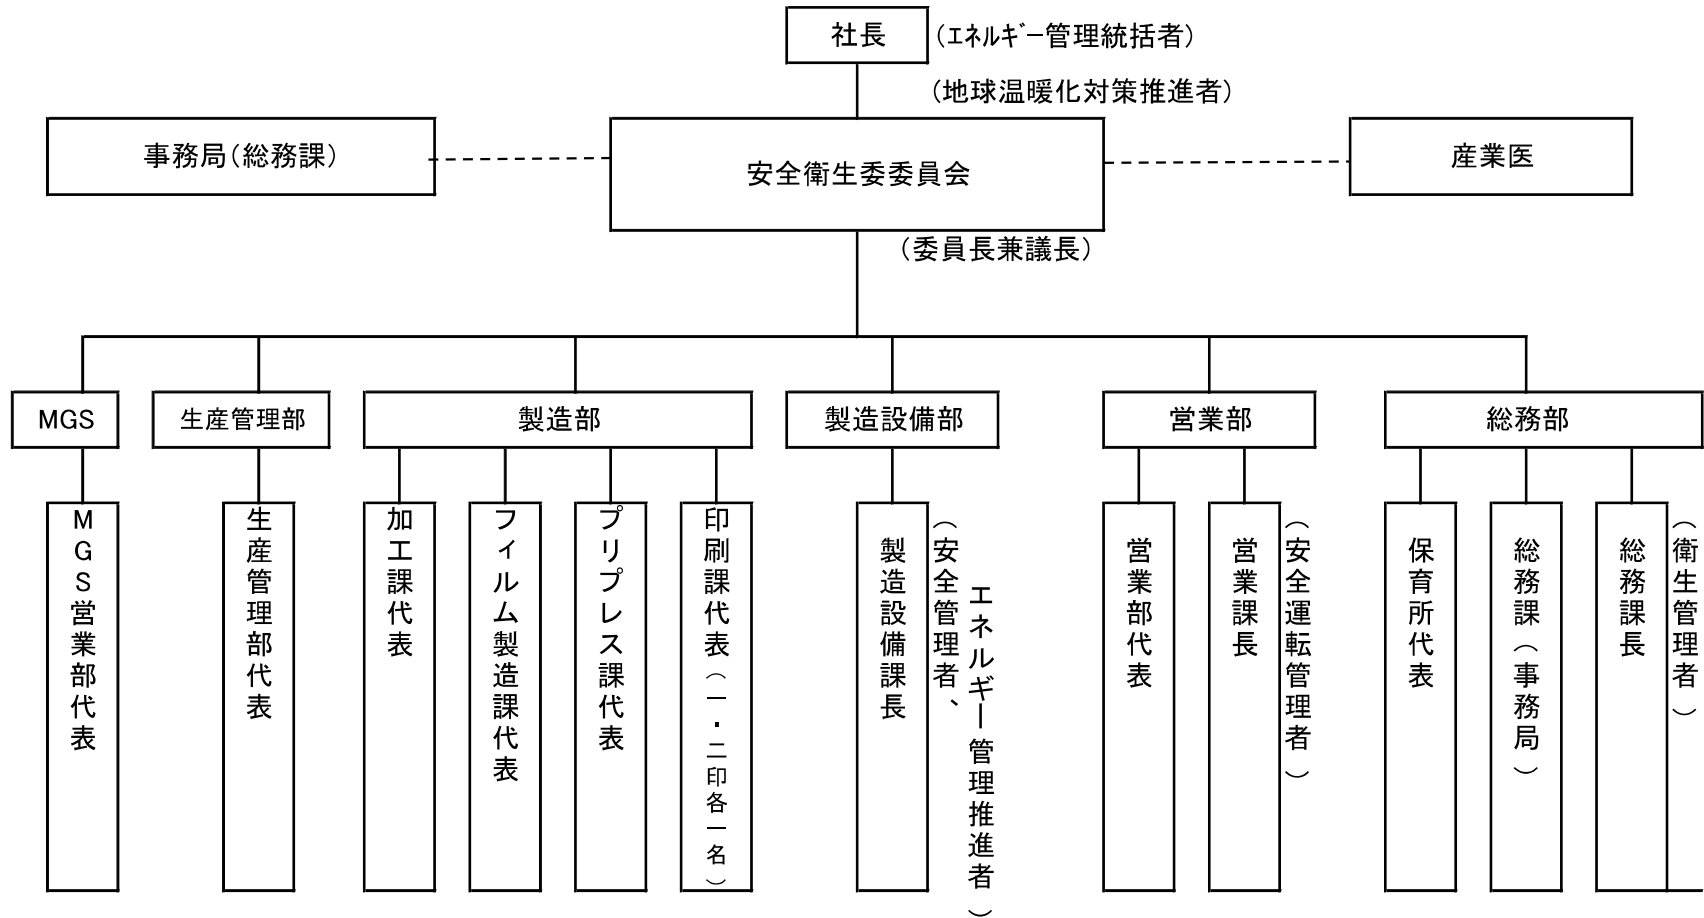 社長
(エネルギー管理統括者)
(地球温暖化対策推進者)
事務局(総務課)
安全衛生委委員会
産業医
(委員長兼議長)
MGS
生産管理部
製造部
製造設備部
営業部
総務部
MGS営業部代表
生産管理部代表
加工課代表
フィルム製造課代表
プリプレス課代表
印刷課代表(一・二印各一名)
製造設備課長
(安全管理者、
エネルギー管理推進者)
営業部代表
営業課長
(安全運転管理者)
保育所代表
総務課(事務局)
総務課長
(衛生管理者)